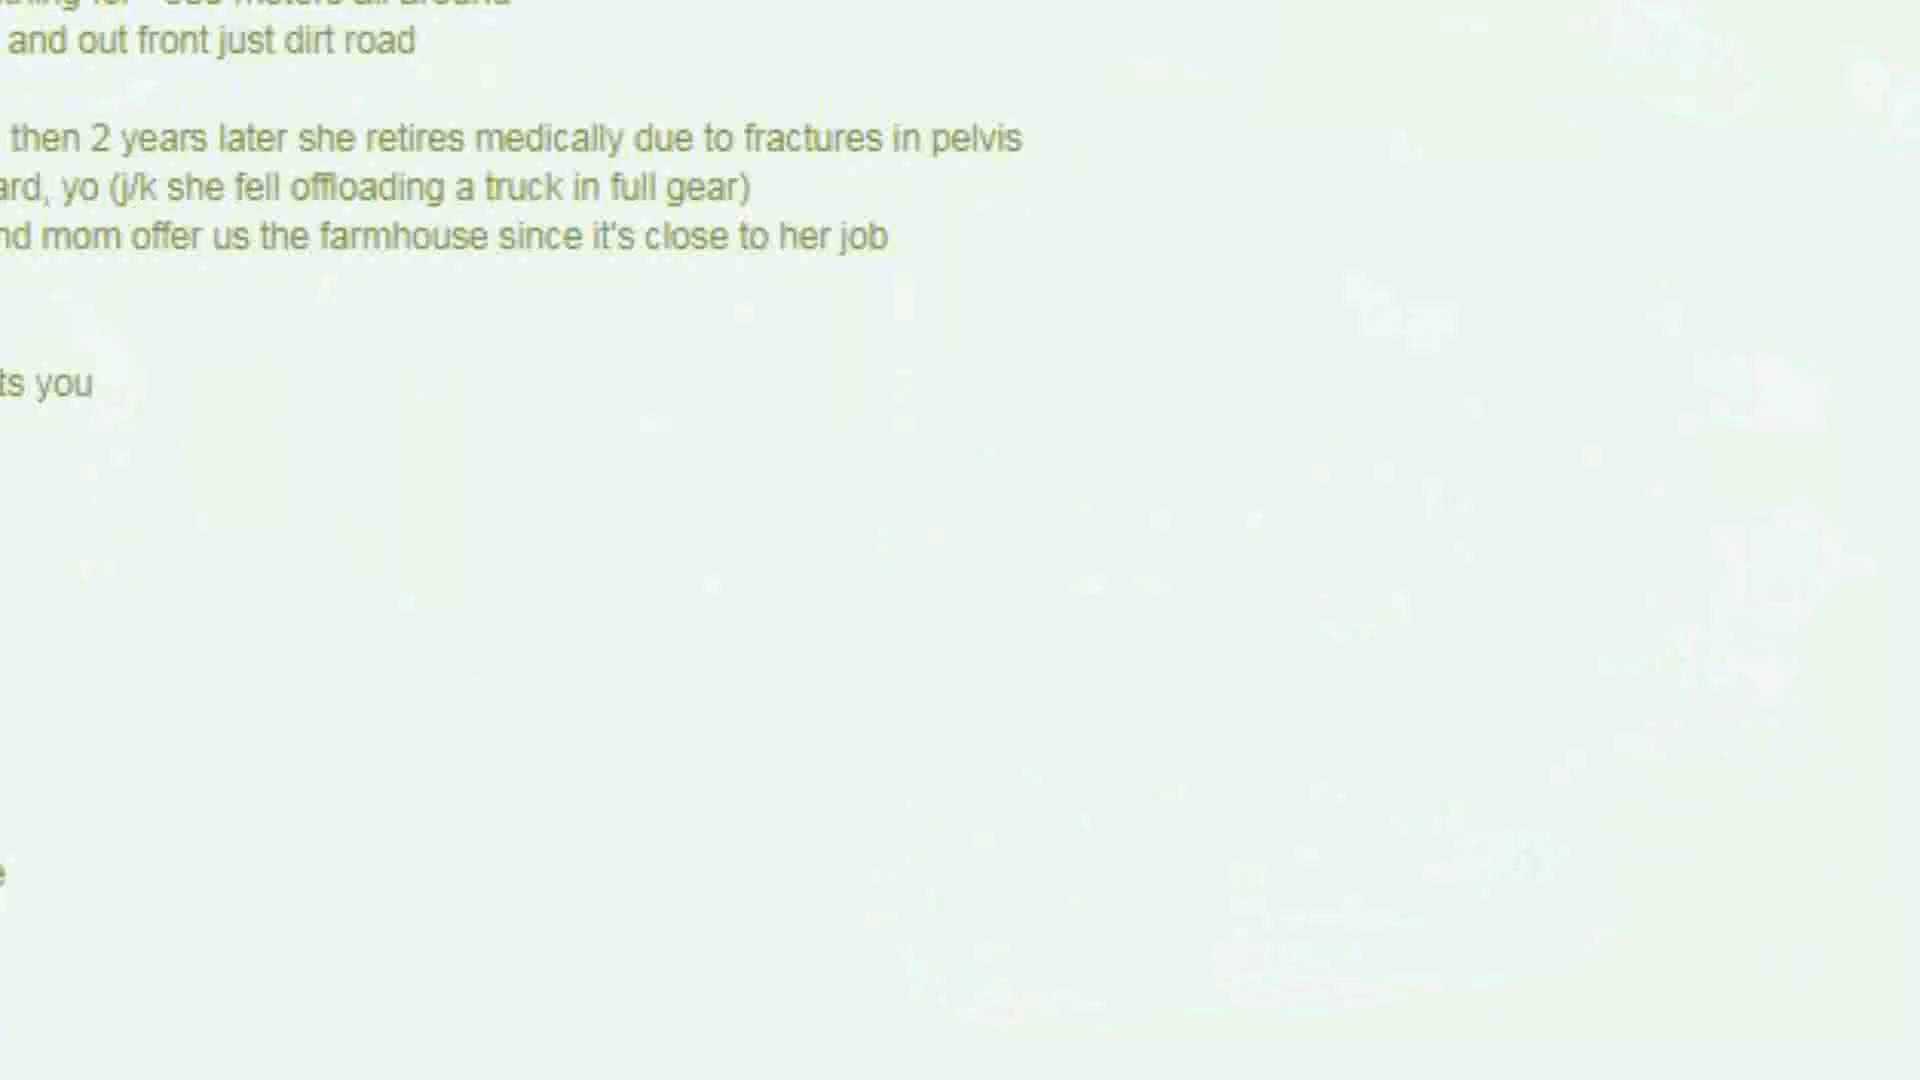 and out front just dirt road
then 2 years later she retires medically due to fractures in pelvis
ard, yo (j/k she fell offloading a truck in full gear)
nd mom offer us the farmhouse since it's close to her job
ts you
e